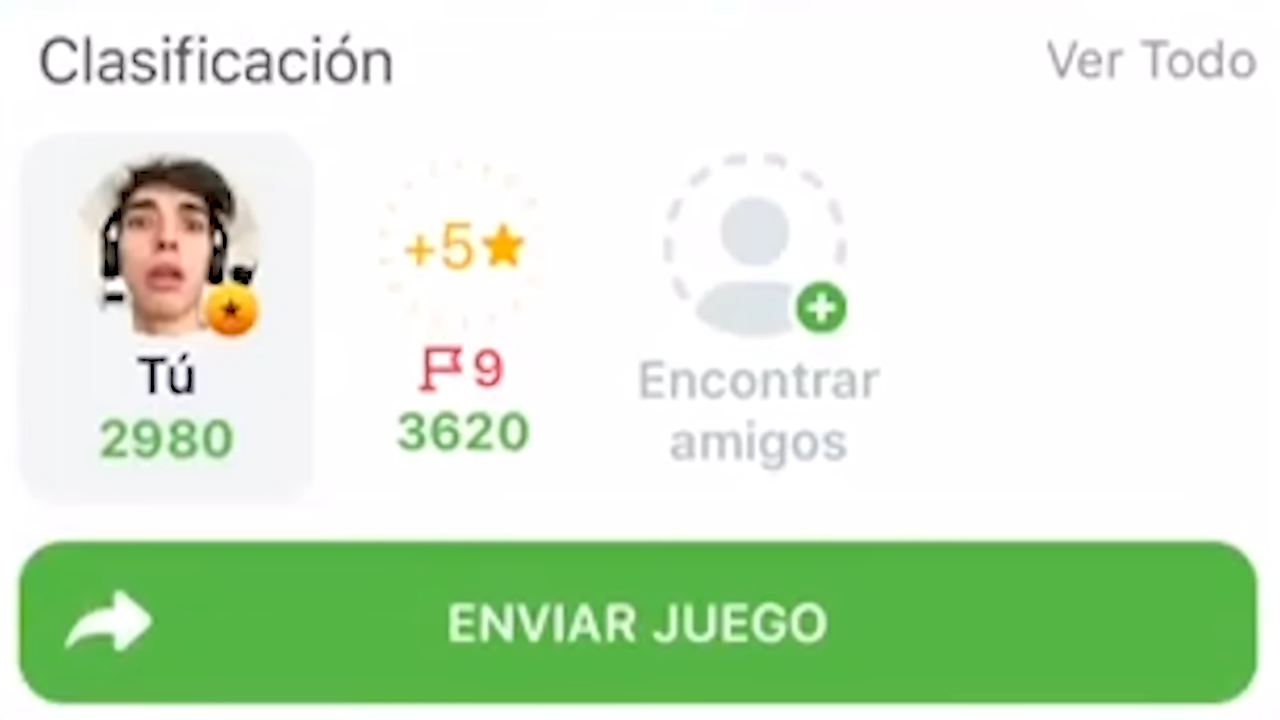 Clasificación
Ver Todo
+5
Tú
9
2980
3620
Encontrar
amigos
ENVIAR JUEGO